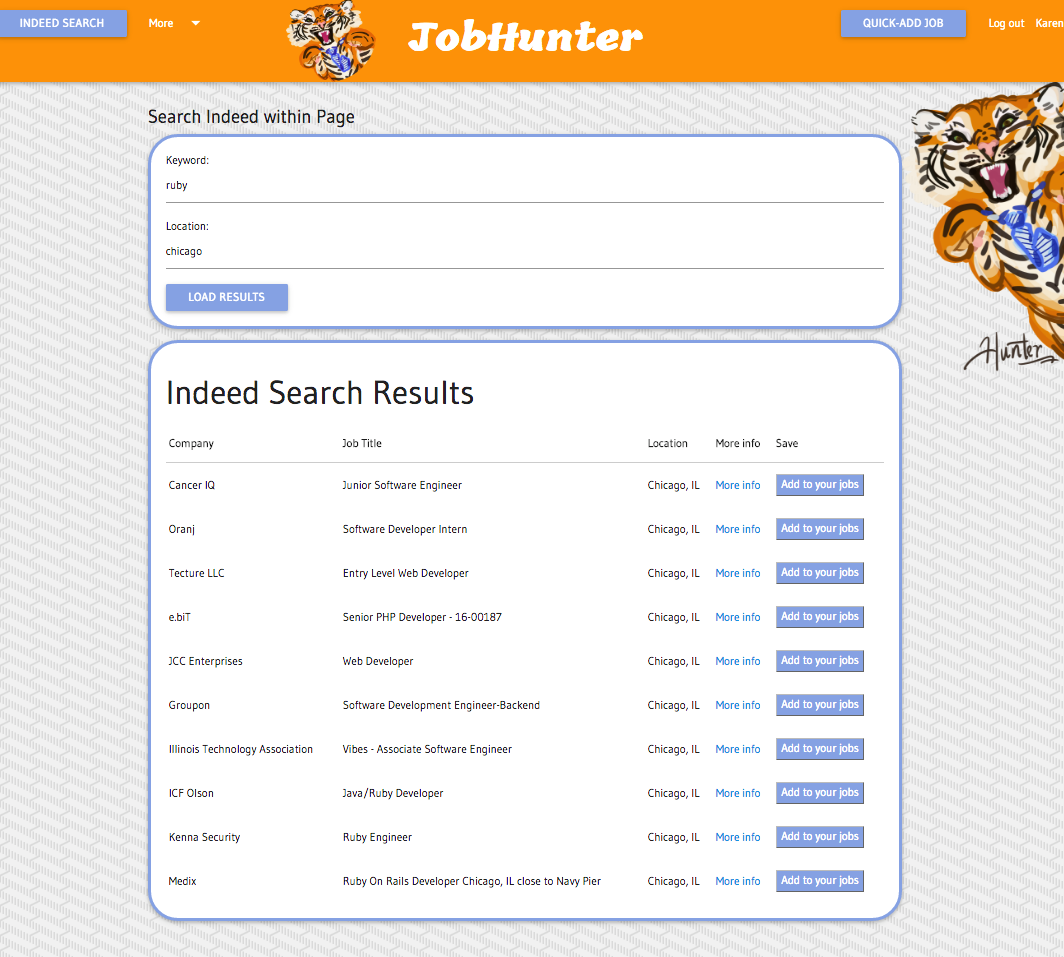 INDEED SEARCH More JobHunter QUICK-ADD JOB Log out Karen
Search Indeed within Page
Keyword:
ruby
Location:
chicago
LOAD RESULTS
Hunter
Indeed Search Results
Company Job Title Location More info Save
Cancer IQ Junior Software Engineer Chicago, IL More info Add to your jobs
Oranj Software Developer Intern Chicago, IL More info Add to your jobs
Tecture LLC Entry Level Web Developer Chicago, IL More info Add to your jobs
e.biT Senior PHP Developer - 16-00187 Chicago, IL More info Add to your jobs
JCC Enterprises Web Developer Chicago, IL More info Add to your jobs
Groupon Software Development Engineer-Backend Chicago, IL More info Add to your jobs
Illinois Technology Association Vibes - Associate Software Engineer Chicago, IL More info Add to your jobs
ICF Olson Java/Ruby Developer Chicago, IL More info Add to your jobs
Kenna Security Ruby Engineer Chicago, IL More info Add to your jobs
Medix Ruby On Rails Developer Chicago, IL close to Navy Pier Chicago, IL More info Add to your jobs